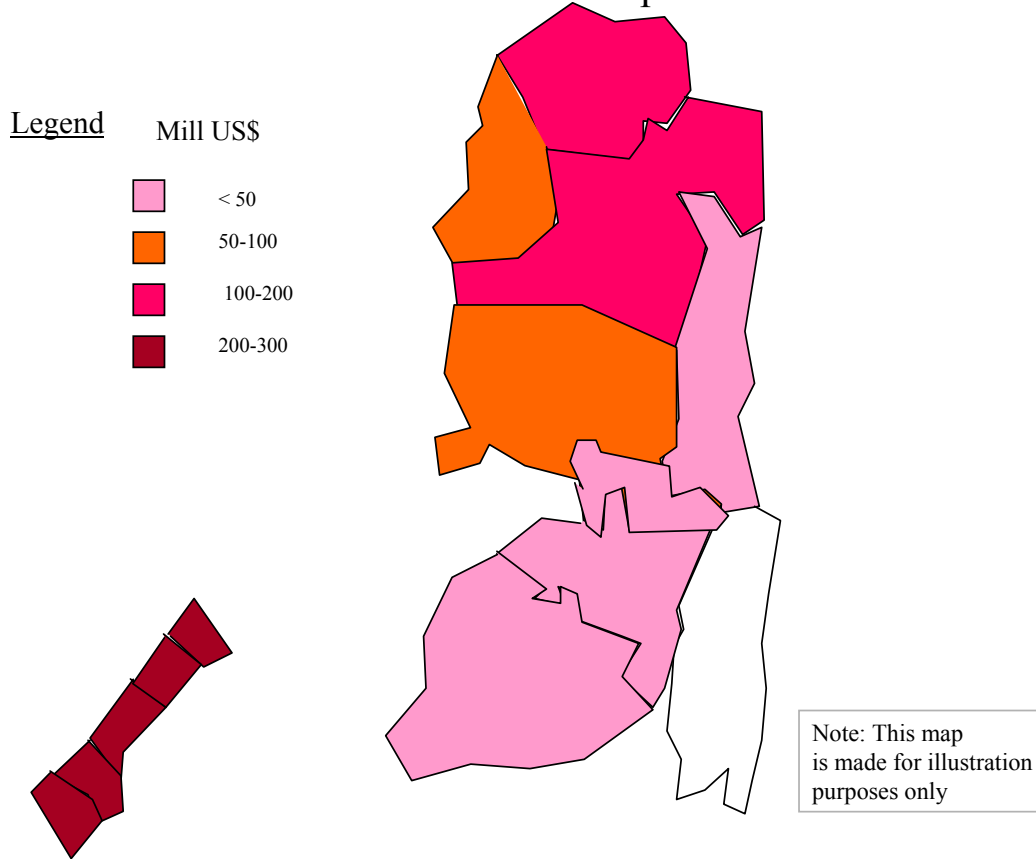 Legend
Mill US$
< 50
50-100
100-200
200-300
Note: This map
is made for illustration
purposes only